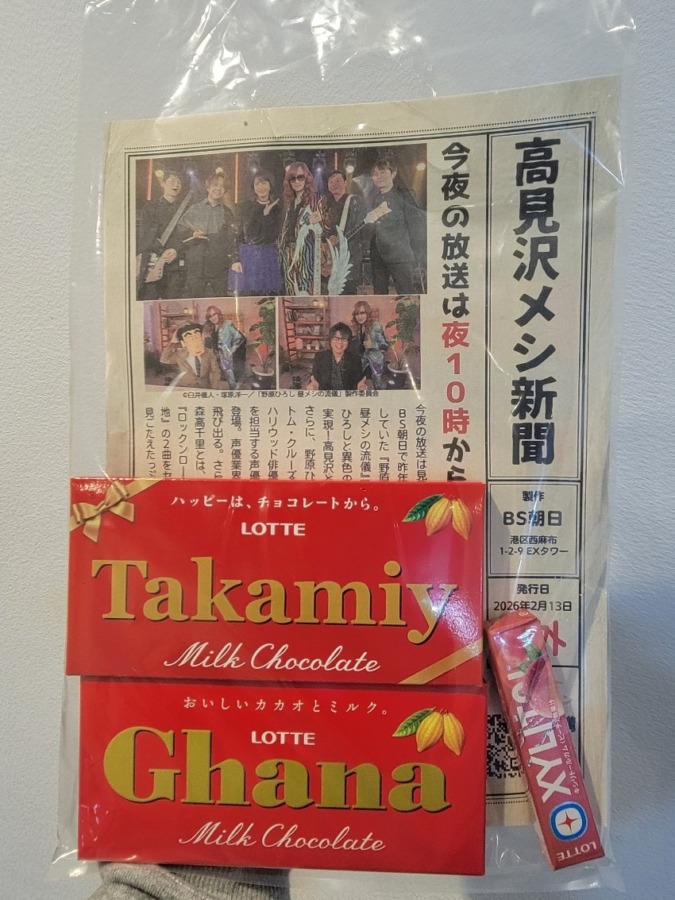 高見沢メシ新聞
今夜の放送は夜10時から
©臼井儀人・塚原洋一／「野原ひろし 昼メシの流儀」製作委員会
今夜の放送は見
BS朝日で昨年
していた『野原
昼メシの流儀』
ひろしと異色の
実現！高見沢と
さらに、野原ひ
トム・クルーズ
ハリウッド俳優
を担当する声優
登場。声優業界
飛び出る。さら
森高千里とは、
『ロックンロー
地』の2曲をセ
見ごたえたっぷ
製作
BS朝日
港区西麻布
1-2-9 EXタワー
発行日
2026年2月13日
ハッピーは、チョコレートから。
LOTTE
Takamiy
Milk Chocolate
おいしいカカオとミルク。
LOTTE
Ghana
Milk Chocolate
XYLITOL
LOTTE